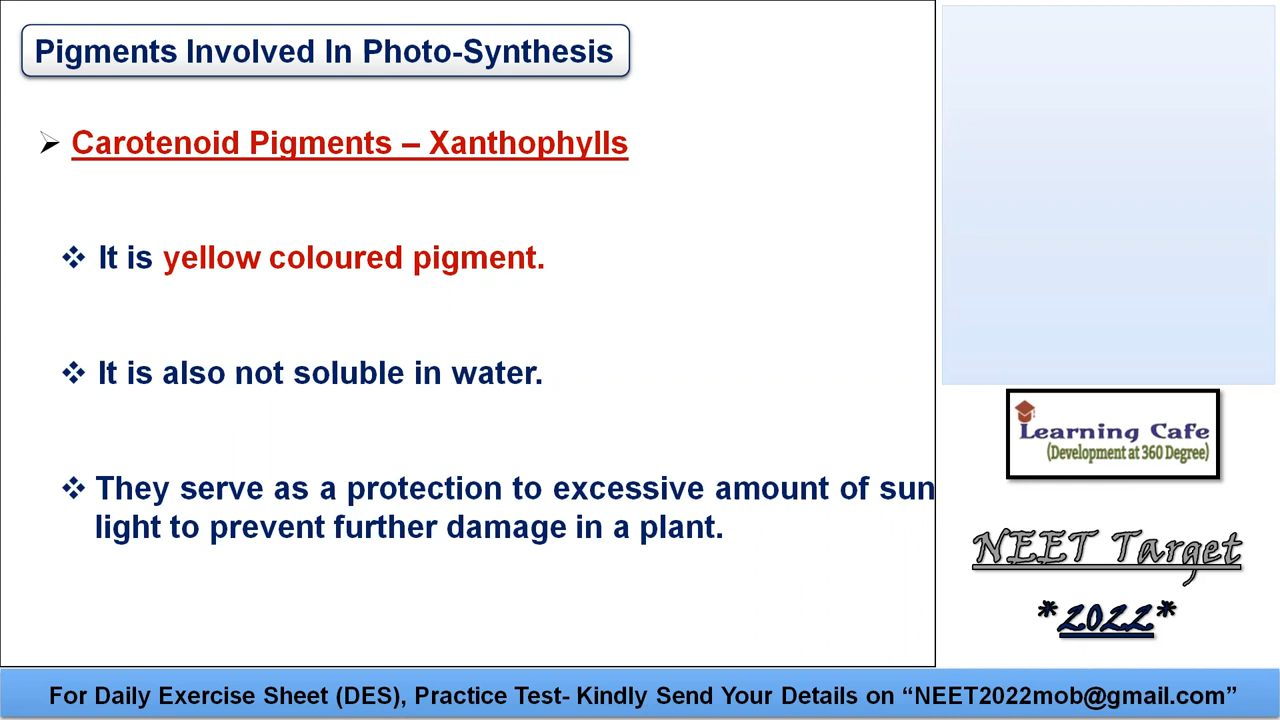 Pigments Involved In Photo-Synthesis
Carotenoid Pigments – Xanthophylls
It is yellow coloured pigment.
It is also not soluble in water.
They serve as a protection to excessive amount of sun
light to prevent further damage in a plant.
Learning Cafe
(Development at 360 Degree)
NEET Target
*2022*
For Daily Exercise Sheet (DES), Practice Test- Kindly Send Your Details on “NEET2022mob@gmail.com”